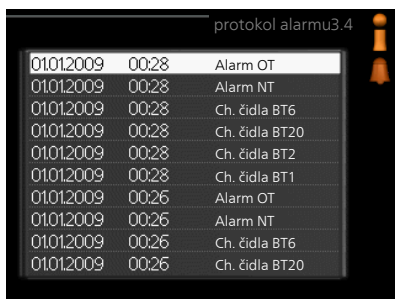 protokol alarmu3.4
01.01.2009 00:28 Alarm OT
01.01.2009 00:28 Alarm NT
01.01.2009 00:28 Ch. čidla BT6
01.01.2009 00:28 Ch. čidla BT20
01.01.2009 00:28 Ch. čidla BT2
01.01.2009 00:28 Ch. čidla BT1
01.01.2009 00:26 Alarm OT
01.01.2009 00:26 Alarm NT
01.01.2009 00:26 Ch. čidla BT6
01.01.2009 00:26 Ch. čidla BT20